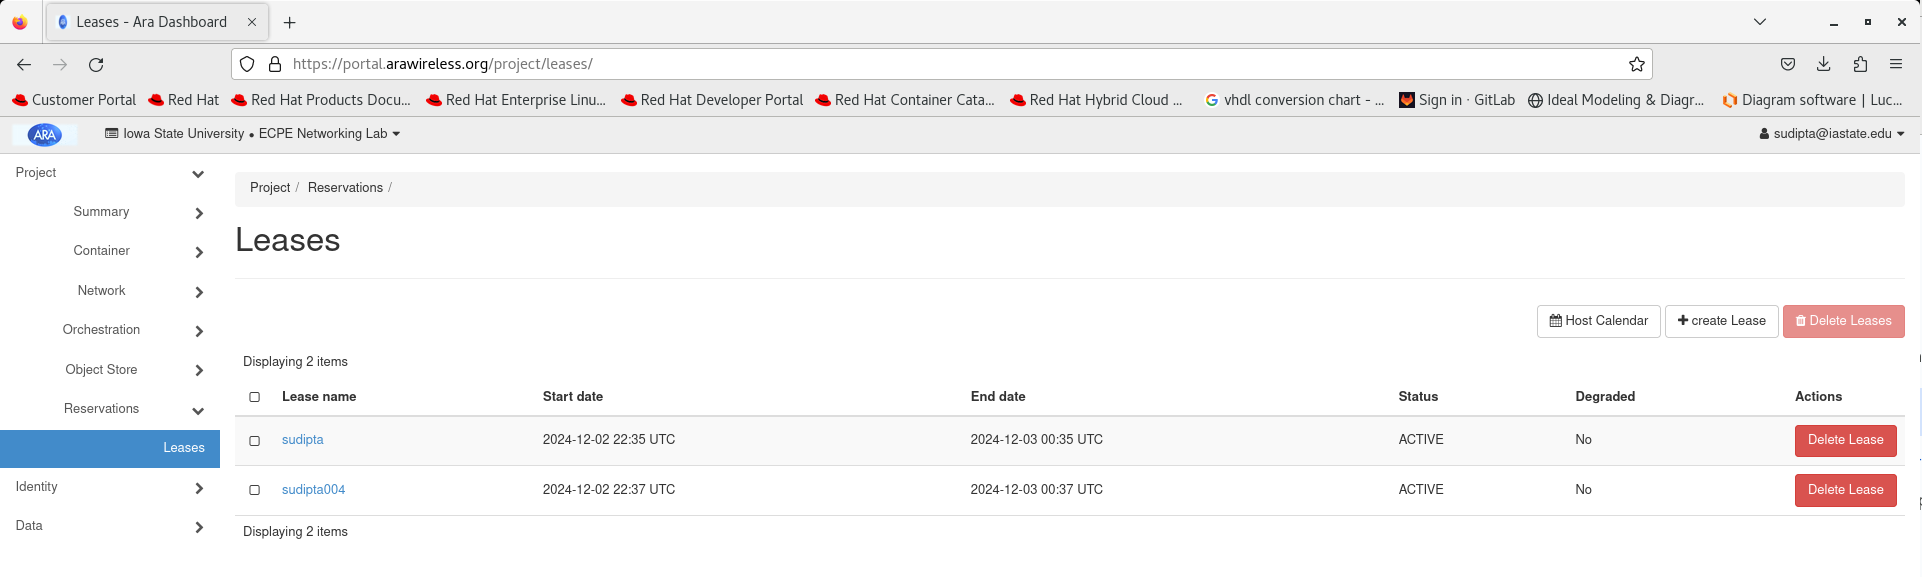 Leases - Ara Dashboard
https://portal.arawireless.org/project/leases/
Customer Portal Red Hat Red Hat Products Docu... Red Hat Enterprise Linu... Red Hat Developer Portal Red Hat Container Cata... Red Hat Hybrid Cloud ... vhdl conversion chart - ... Sign in · GitLab Ideal Modeling & Diagr... Diagram software | Luc...
ARA Iowa State University • ECPE Networking Lab sudipta@iastate.edu
Project
Summary
Container
Network
Orchestration
Object Store
Reservations
Leases
Identity
Data
Project / Reservations /
Leases
Host Calendar + create Lease Delete Leases
Displaying 2 items
Lease name Start date End date Status Degraded Actions
sudipta 2024-12-02 22:35 UTC 2024-12-03 00:35 UTC ACTIVE No Delete Lease
sudipta004 2024-12-02 22:37 UTC 2024-12-03 00:37 UTC ACTIVE No Delete Lease
Displaying 2 items